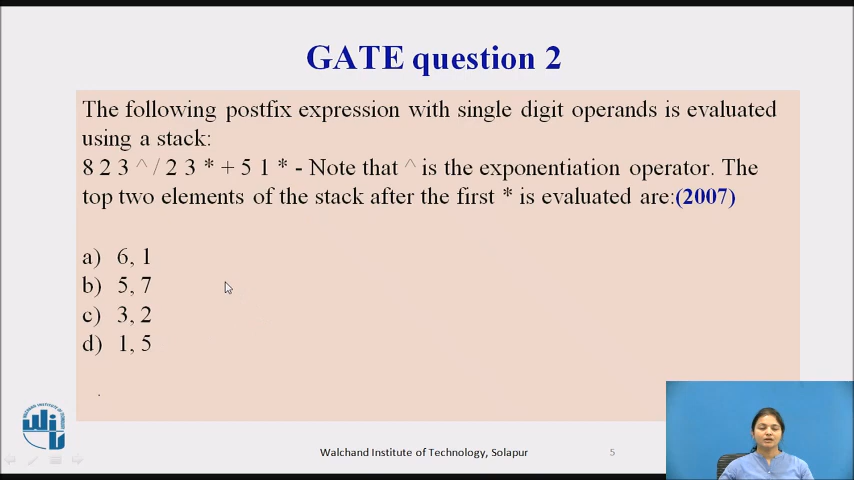 GATE question 2
The following postfix expression with single digit operands is evaluated
using a stack:
8 2 3 ^ / 2 3 * + 5 1 * - Note that ^ is the exponentiation operator. The
top two elements of the stack after the first * is evaluated are:(2007)
a) 6, 1
b) 5, 7
c) 3, 2
d) 1, 5
.
Walchand Institute of Technology, Solapur 5